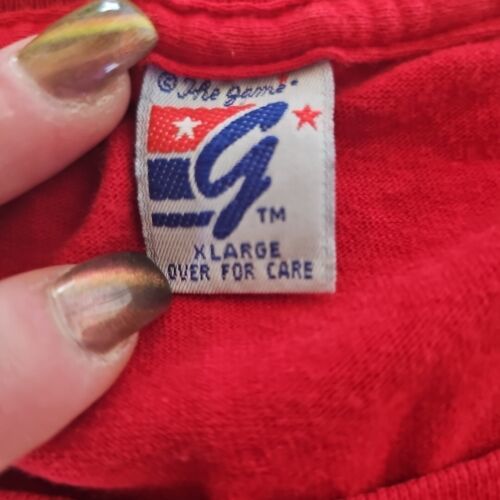 © The game
G TM
XLARGE
OVER FOR CARE